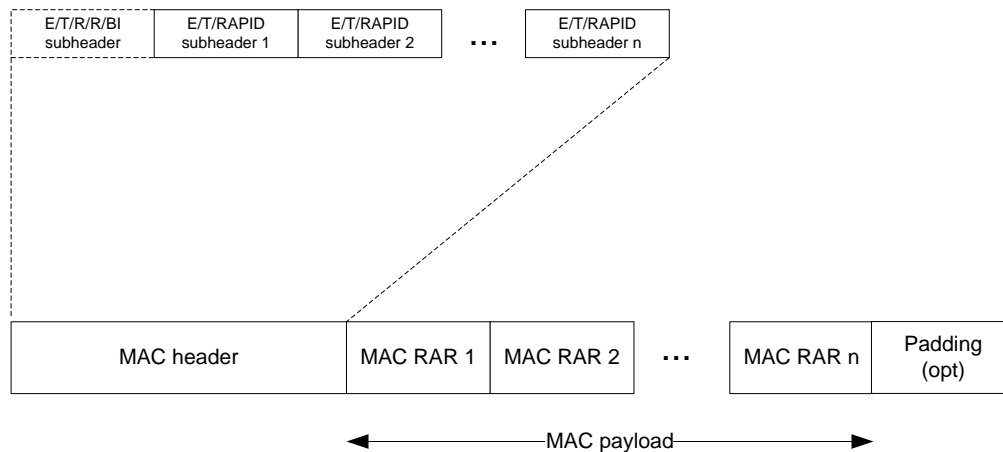 E/T/R/R/BI
subheader
E/T/RAPID
subheader 1
E/T/RAPID
subheader 2
...
E/T/RAPID
subheader n
MAC header
MAC RAR 1
MAC RAR 2
...
MAC RAR n
Padding
(opt)
MAC payload